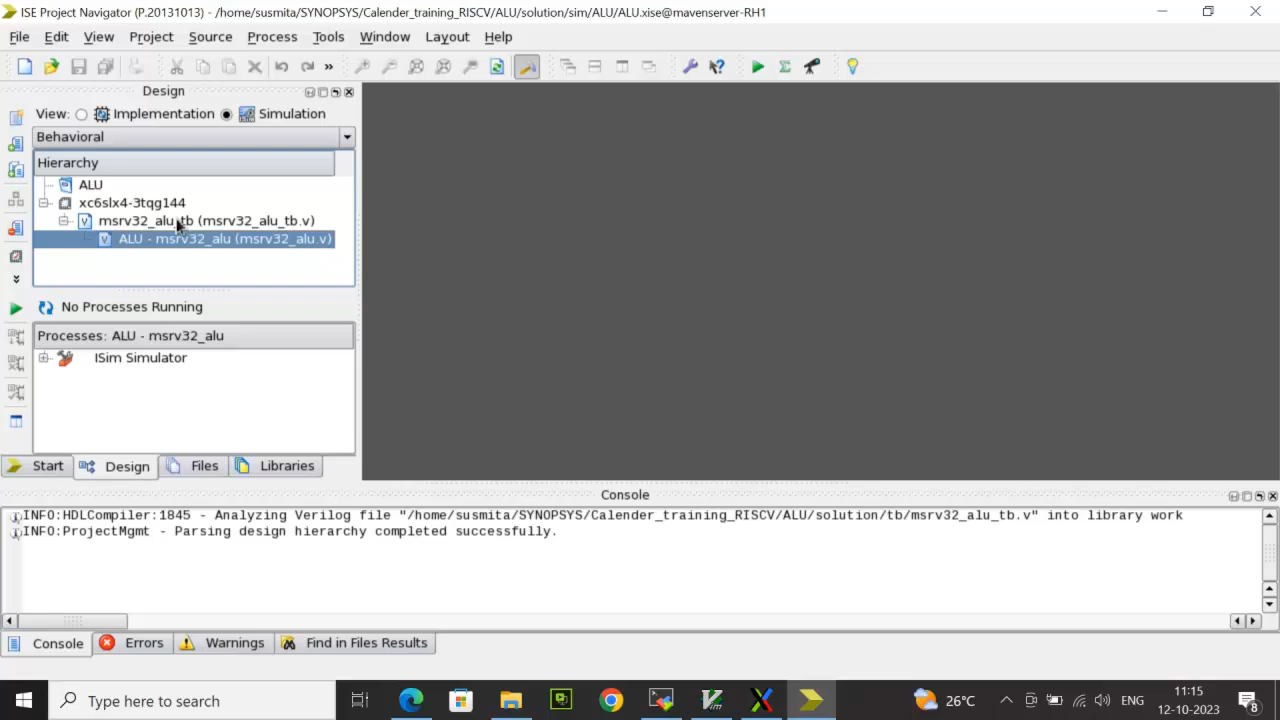 ISE Project Navigator (P.20131013) - /home/susmita/SYNOPSYS/Calender_training_RISCV/ALU/solution/sim/ALU/ALU.xise@mavenserver-RH1
File Edit View Project Source Process Tools Window Layout Help
»
Design
View: Implementation Simulation
Behavioral
Hierarchy
ALU
xc6slx4-3tqg144
msrv32_alu_tb (msrv32_alu_tb.v)
ALU - msrv32_alu (msrv32_alu.v)
No Processes Running
Processes: ALU - msrv32_alu
ISim Simulator
Start Design Files Libraries
Console
INFO:HDLCompiler:1845 - Analyzing Verilog file "/home/susmita/SYNOPSYS/Calender_training_RISCV/ALU/solution/tb/msrv32_alu_tb.v" into library work
INFO:ProjectMgmt - Parsing design hierarchy completed successfully.
Console Errors Warnings Find in Files Results
Type here to search
26°C
ENG
11:15
12-10-2023
8